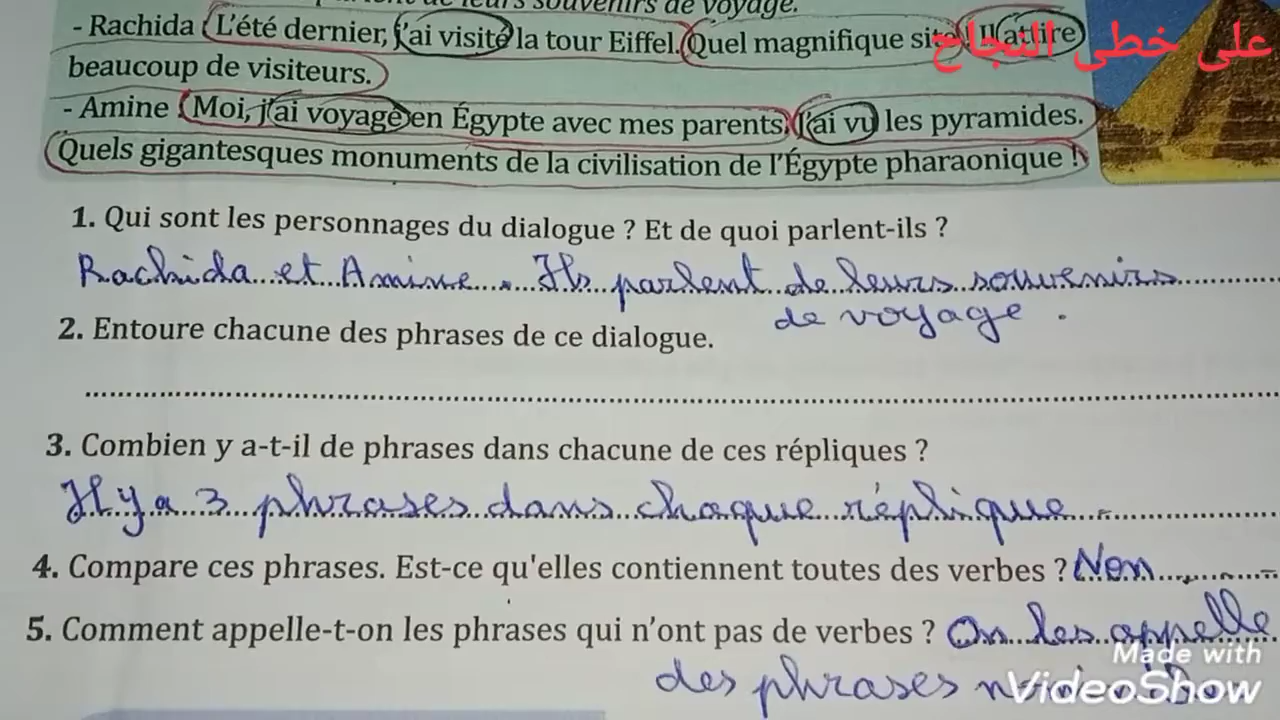 de leurs souvenirs de voyage.
- Rachida L'été dernier, j'ai visité la tour Eiffel. Quel magnifique site Il attire
على خطى النجاح
beaucoup de visiteurs.
- Amine Moi, j'ai voyagé en Égypte avec mes parents. J'ai vu les pyramides.
Quels gigantesques monuments de la civilisation de l'Égypte pharaonique !
1. Qui sont les personnages du dialogue ? Et de quoi parlent-ils ?
Rachida et Amine. Ils parlent de leurs souvenirs
de voyage.
2. Entoure chacune des phrases de ce dialogue.
3. Combien y a-t-il de phrases dans chacune de ces répliques ?
Il y a 3 phrases dans chaque réplique.
4. Compare ces phrases. Est-ce qu'elles contiennent toutes des verbes ? Non
5. Comment appelle-t-on les phrases qui n'ont pas de verbes ? On les appelle
des phrases
Made with
VideoShow